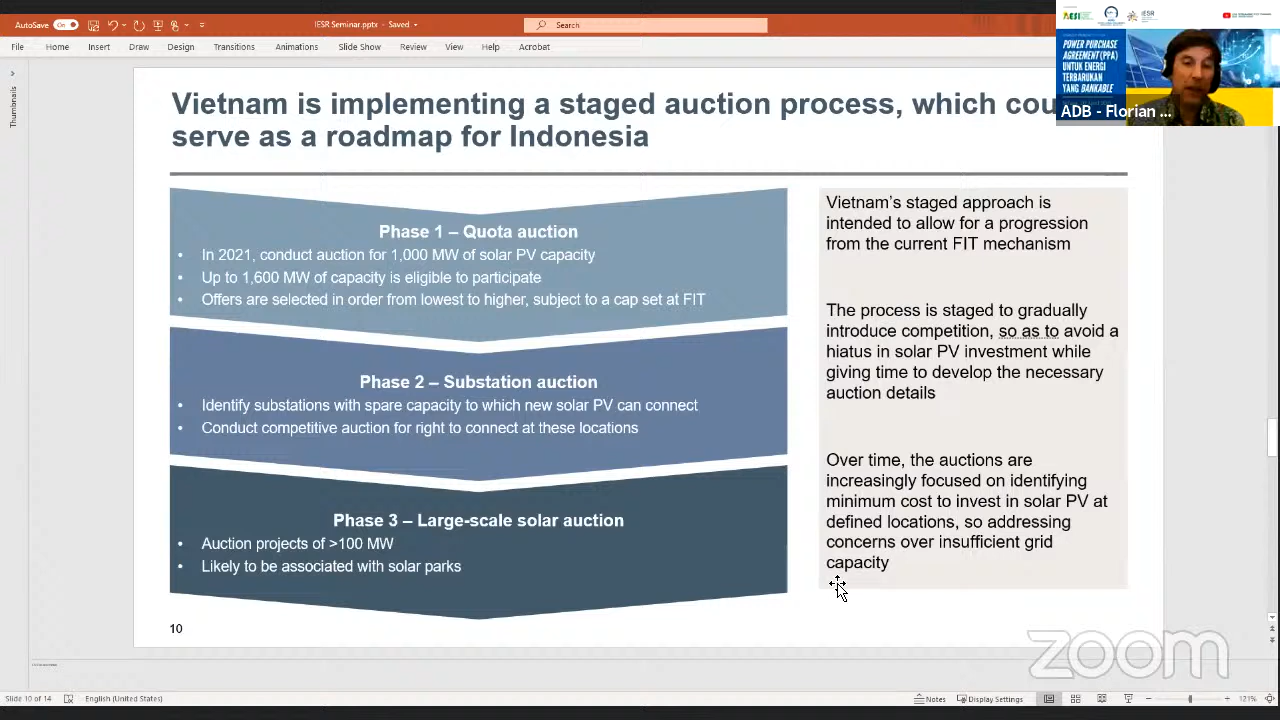 AutoSave
On
IESR Seminar.pptx - Saved
Search
File
Home
Insert
Draw
Design
Transitions
Animations
Slide Show
Review
View
Help
Acrobat
Thumbnails
IESR
POWER PURCHASE
AGREEMENT (PPA)
UNTUK ENERGI
TERBARUKAN
YANG BANKABLE
ADB - Florian ...
Vietnam is implementing a staged auction process, which cou
serve as a roadmap for Indonesia
Phase 1 – Quota auction
• In 2021, conduct auction for 1,000 MW of solar PV capacity
• Up to 1,600 MW of capacity is eligible to participate
• Offers are selected in order from lowest to higher, subject to a cap set at FIT
Phase 2 – Substation auction
• Identify substations with spare capacity to which new solar PV can connect
• Conduct competitive auction for right to connect at these locations
Phase 3 – Large-scale solar auction
• Auction projects of >100 MW
• Likely to be associated with solar parks
Vietnam's staged approach is
intended to allow for a progression
from the current FIT mechanism
The process is staged to gradually
introduce competition, so as to avoid a
hiatus in solar PV investment while
giving time to develop the necessary
auction details
Over time, the auctions are
increasingly focused on identifying
minimum cost to invest in solar PV at
defined locations, so addressing
concerns over insufficient grid
capacity
10
zoom
Slide 10 of 14
English (United States)
Notes
Display Settings
121%